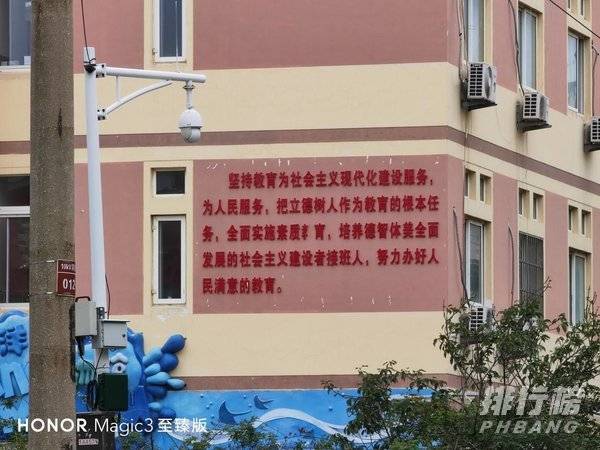 坚持教育为社会主义现代化建设服务，
为人民服务，把立德树人作为教育的根本任
务，全面实施素质育，培养德智体美全面
发展的社会主义建设者接班人，努力办好人
民满意的教育。
012
HONOR Magic3 至臻版
排行榜
PHBANG